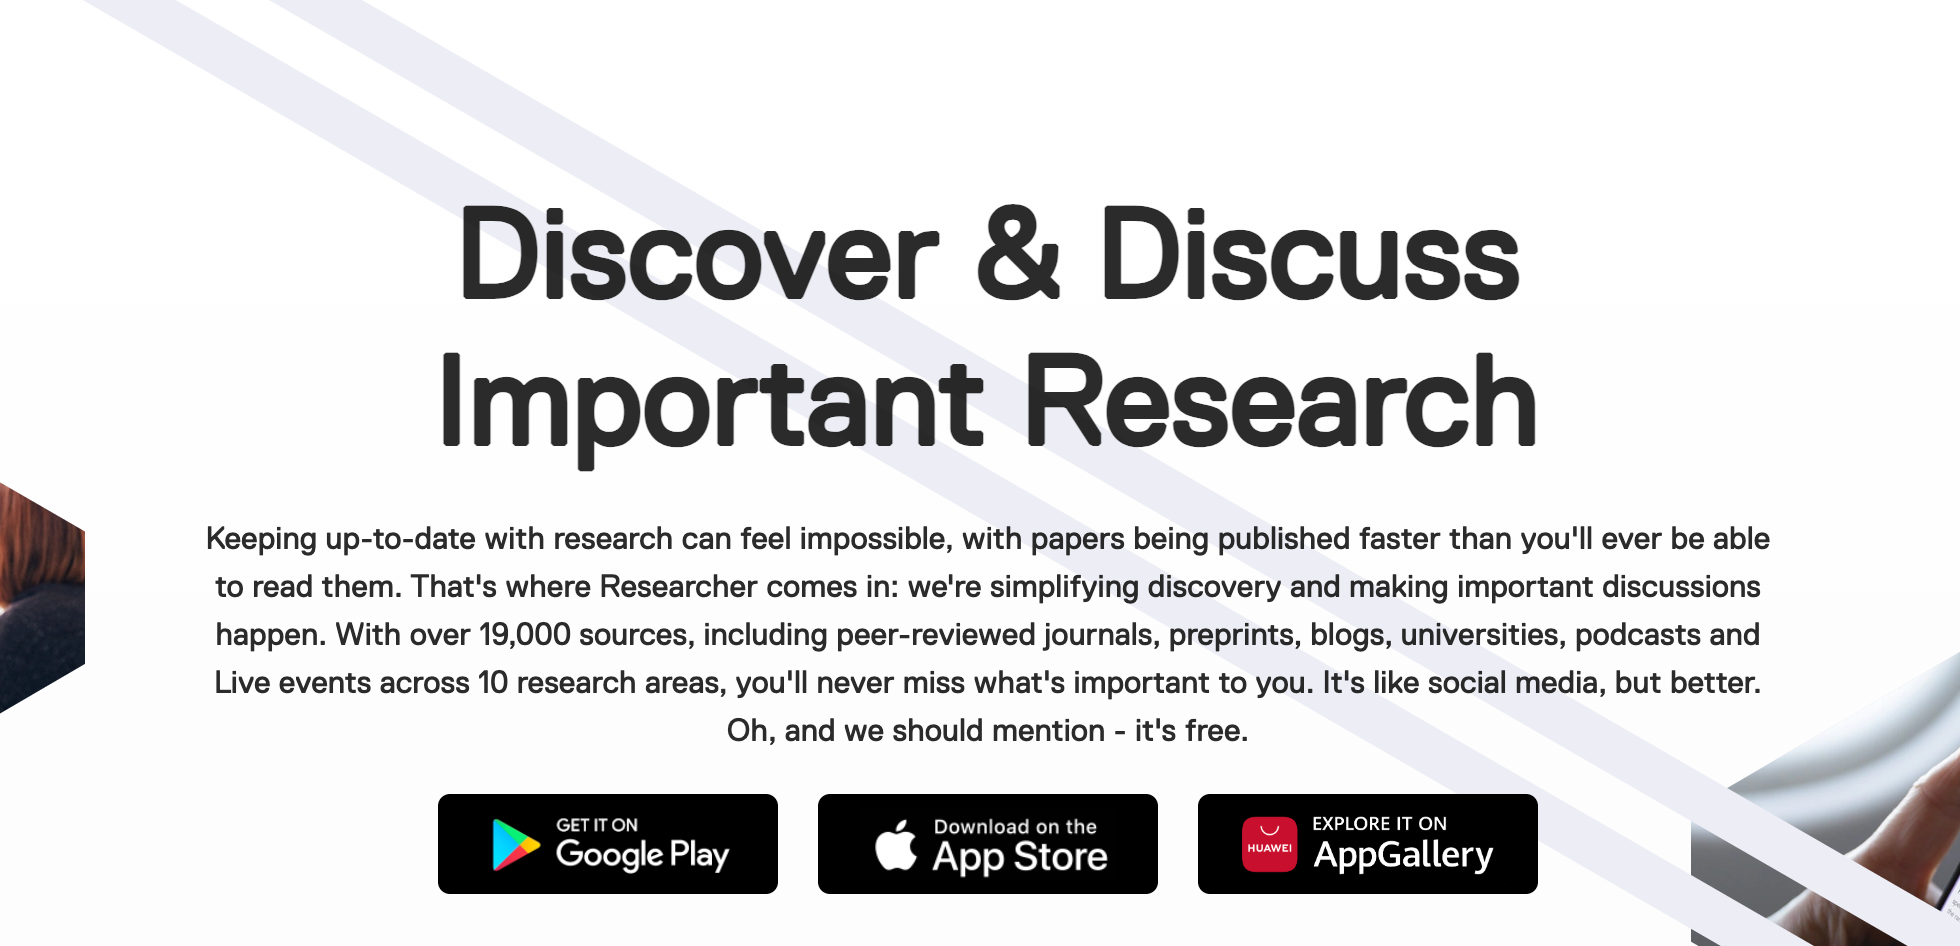 Discover & Discuss
Important Research
Keeping up-to-date with research can feel impossible, with papers being published faster than you'll ever be able
to read them. That's where Researcher comes in: we're simplifying discovery and making important discussions
happen. With over 19,000 sources, including peer-reviewed journals, preprints, blogs, universities, podcasts and
Live events across 10 research areas, you'll never miss what's important to you. It's like social media, but better.
Oh, and we should mention - it's free.
GET IT ON
Google Play
Download on the
App Store
HUAWEI
EXPLORE IT ON
AppGallery